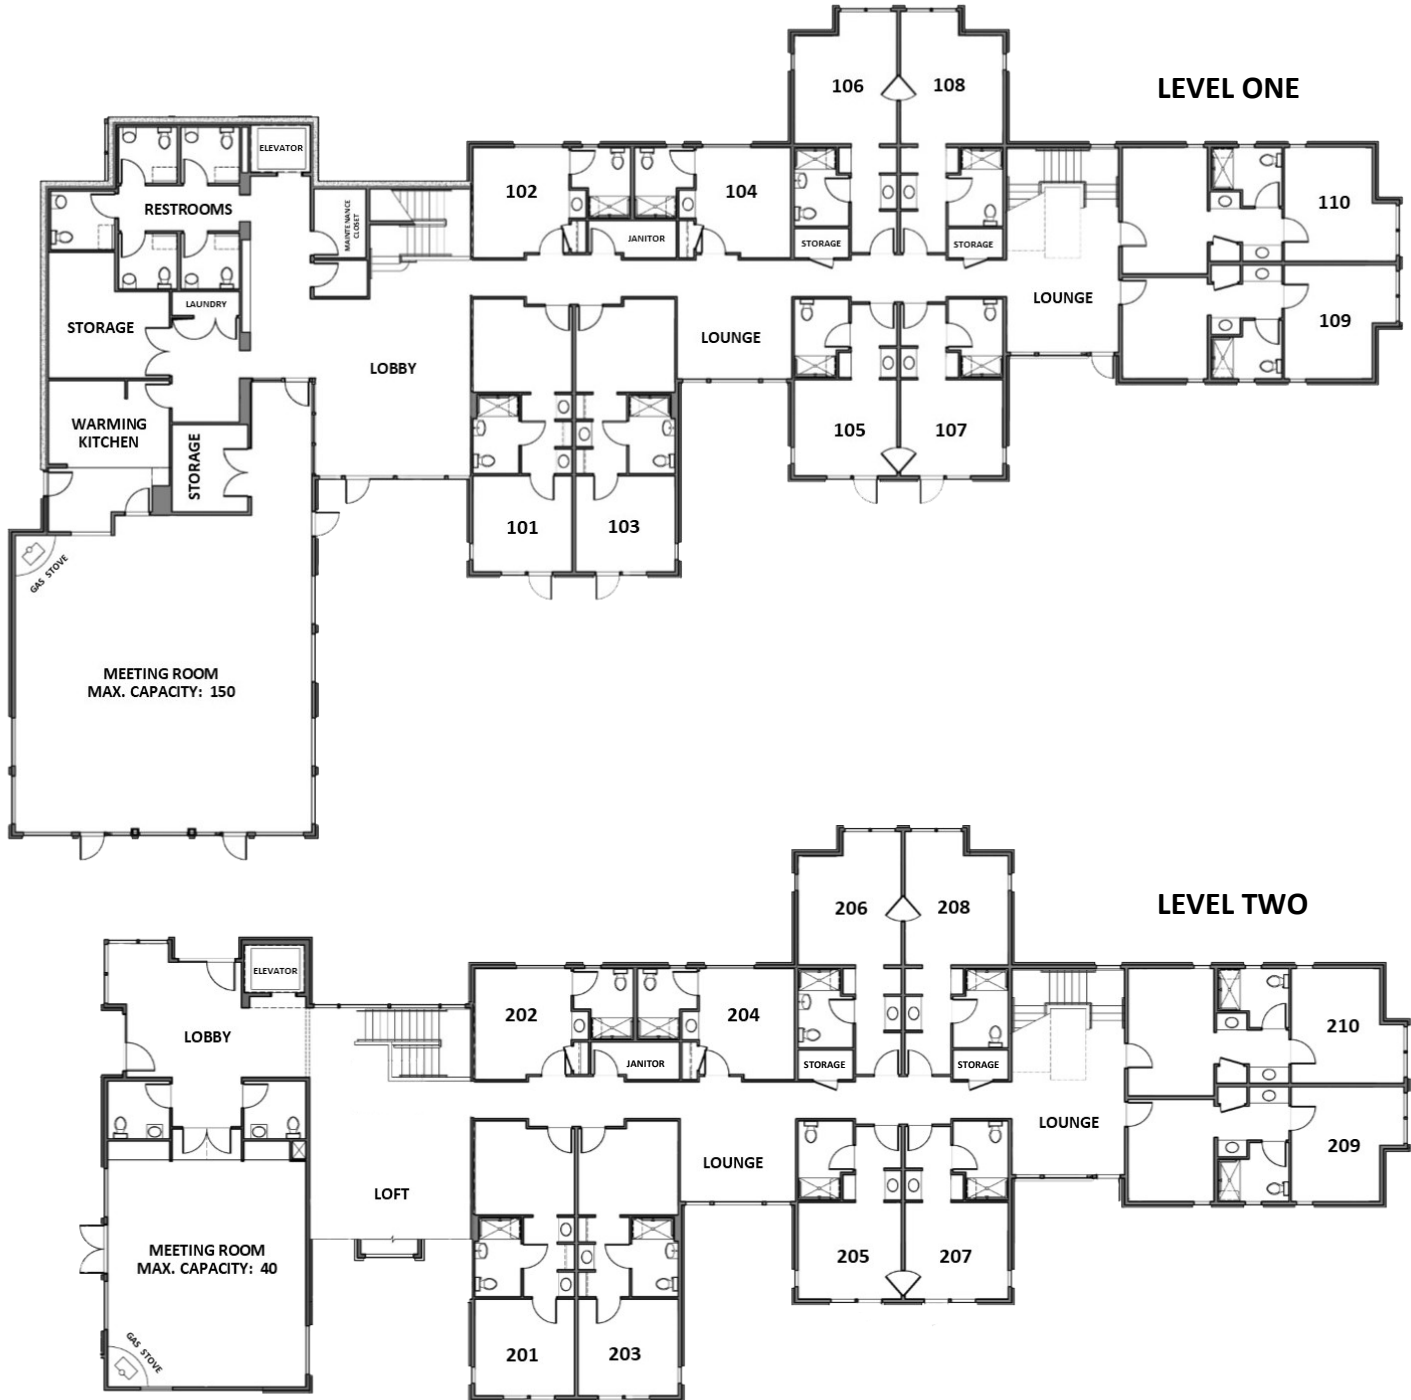 LEVEL ONE
106
108
ELEVATOR
102
104
110
RESTROOMS
MAINTENANCE
CLOSET
JANITOR
STORAGE
STORAGE
LOUNGE
LAUNDRY
STORAGE
LOUNGE
109
LOBBY
WARMING
KITCHEN
STORAGE
105
107
101
103
GAS STOVE
MEETING ROOM
MAX. CAPACITY: 150
LEVEL TWO
206
208
ELEVATOR
202
204
210
LOBBY
JANITOR
STORAGE
STORAGE
LOUNGE
209
LOUNGE
LOFT
MEETING ROOM
MAX. CAPACITY: 40
205
207
GAS STOVE
201
203